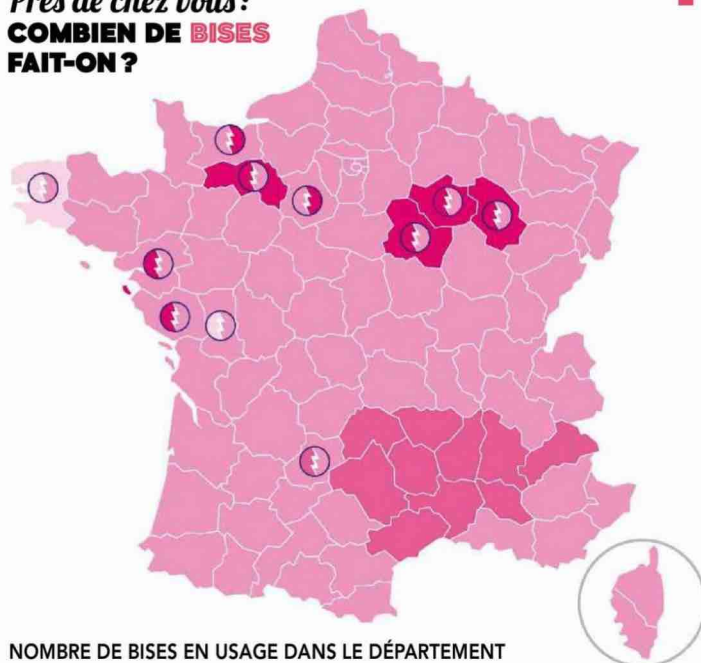 Près de chez vous :
COMBIEN DE BISES
FAIT-ON ?
NOMBRE DE BISES EN USAGE DANS LE DÉPARTEMENT